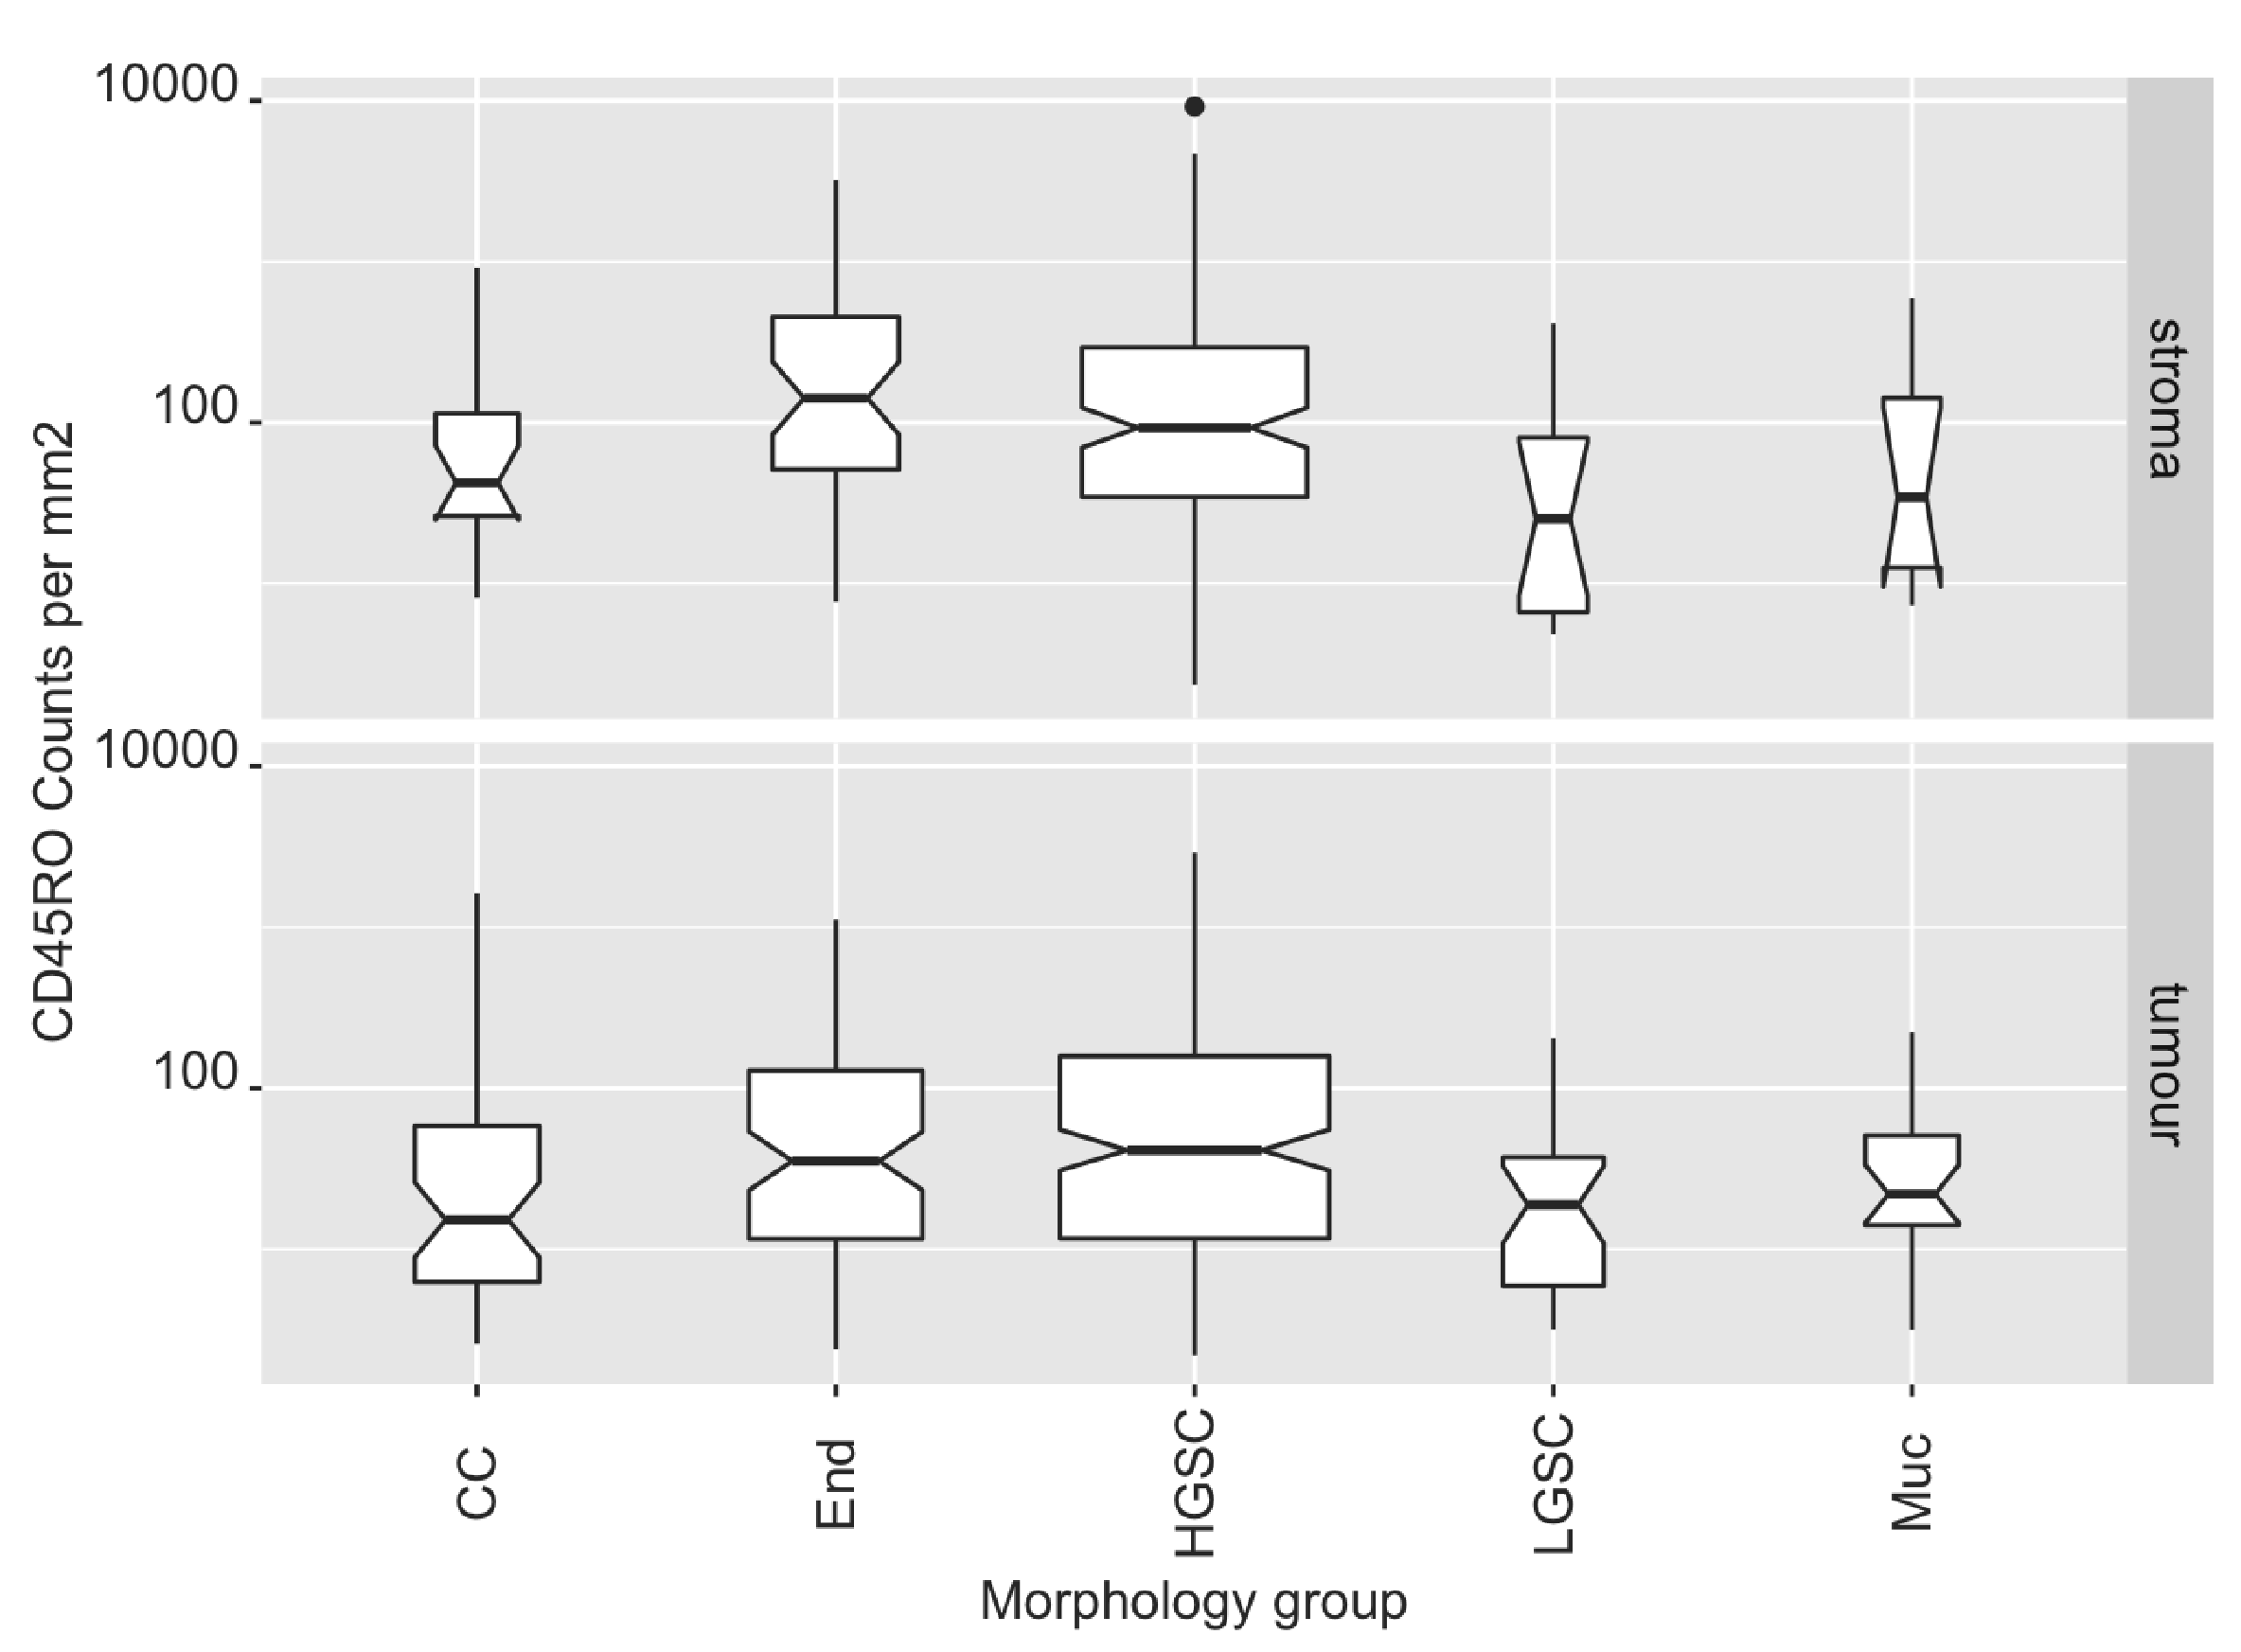 CD45RO Counts per mm2
10000
100
stroma
10000
100
tumour
CC
End
HGSC
LGSC
Muc
Morphology group